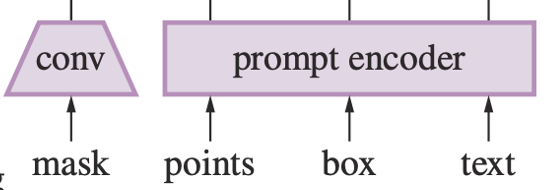 conv prompt encoder
mask points box text